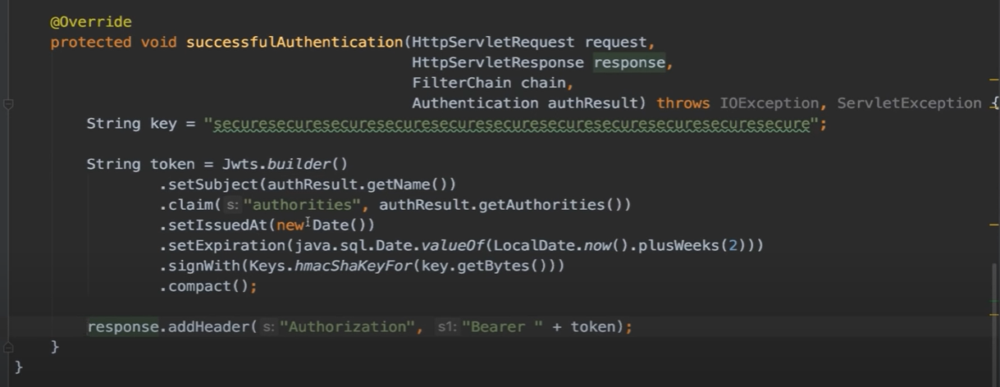 @Override
protected void successfulAuthentication(HttpServletRequest request,
HttpServletResponse response,
FilterChain chain,
Authentication authResult) throws IOException, ServletException {
String key = "securesecuresecuresecuresecuresecuresecuresecuresecuresecuresecure";
String token = Jwts.builder()
.setSubject(authResult.getName())
.claim( s: "authorities", authResult.getAuthorities())
.setIssuedAt(new Date())
.setExpiration(java.sql.Date.valueOf(LocalDate.now().plusWeeks(2)))
.signWith(Keys.hmacShaKeyFor(key.getBytes()))
.compact();
response.addHeader( s: "Authorization", s1: "Bearer " + token);
}
}